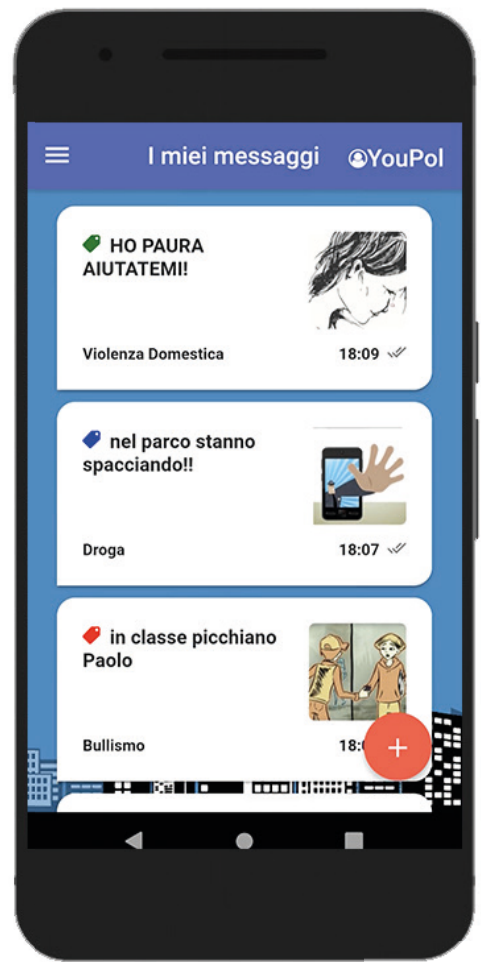 I miei messaggi
YouPol
HO PAURA
AIUTATEMI!
Violenza Domestica
18:09
nel parco stanno
spacciando!!
Droga
18:07
in classe picchiano
Paolo
Bullismo
18:
+